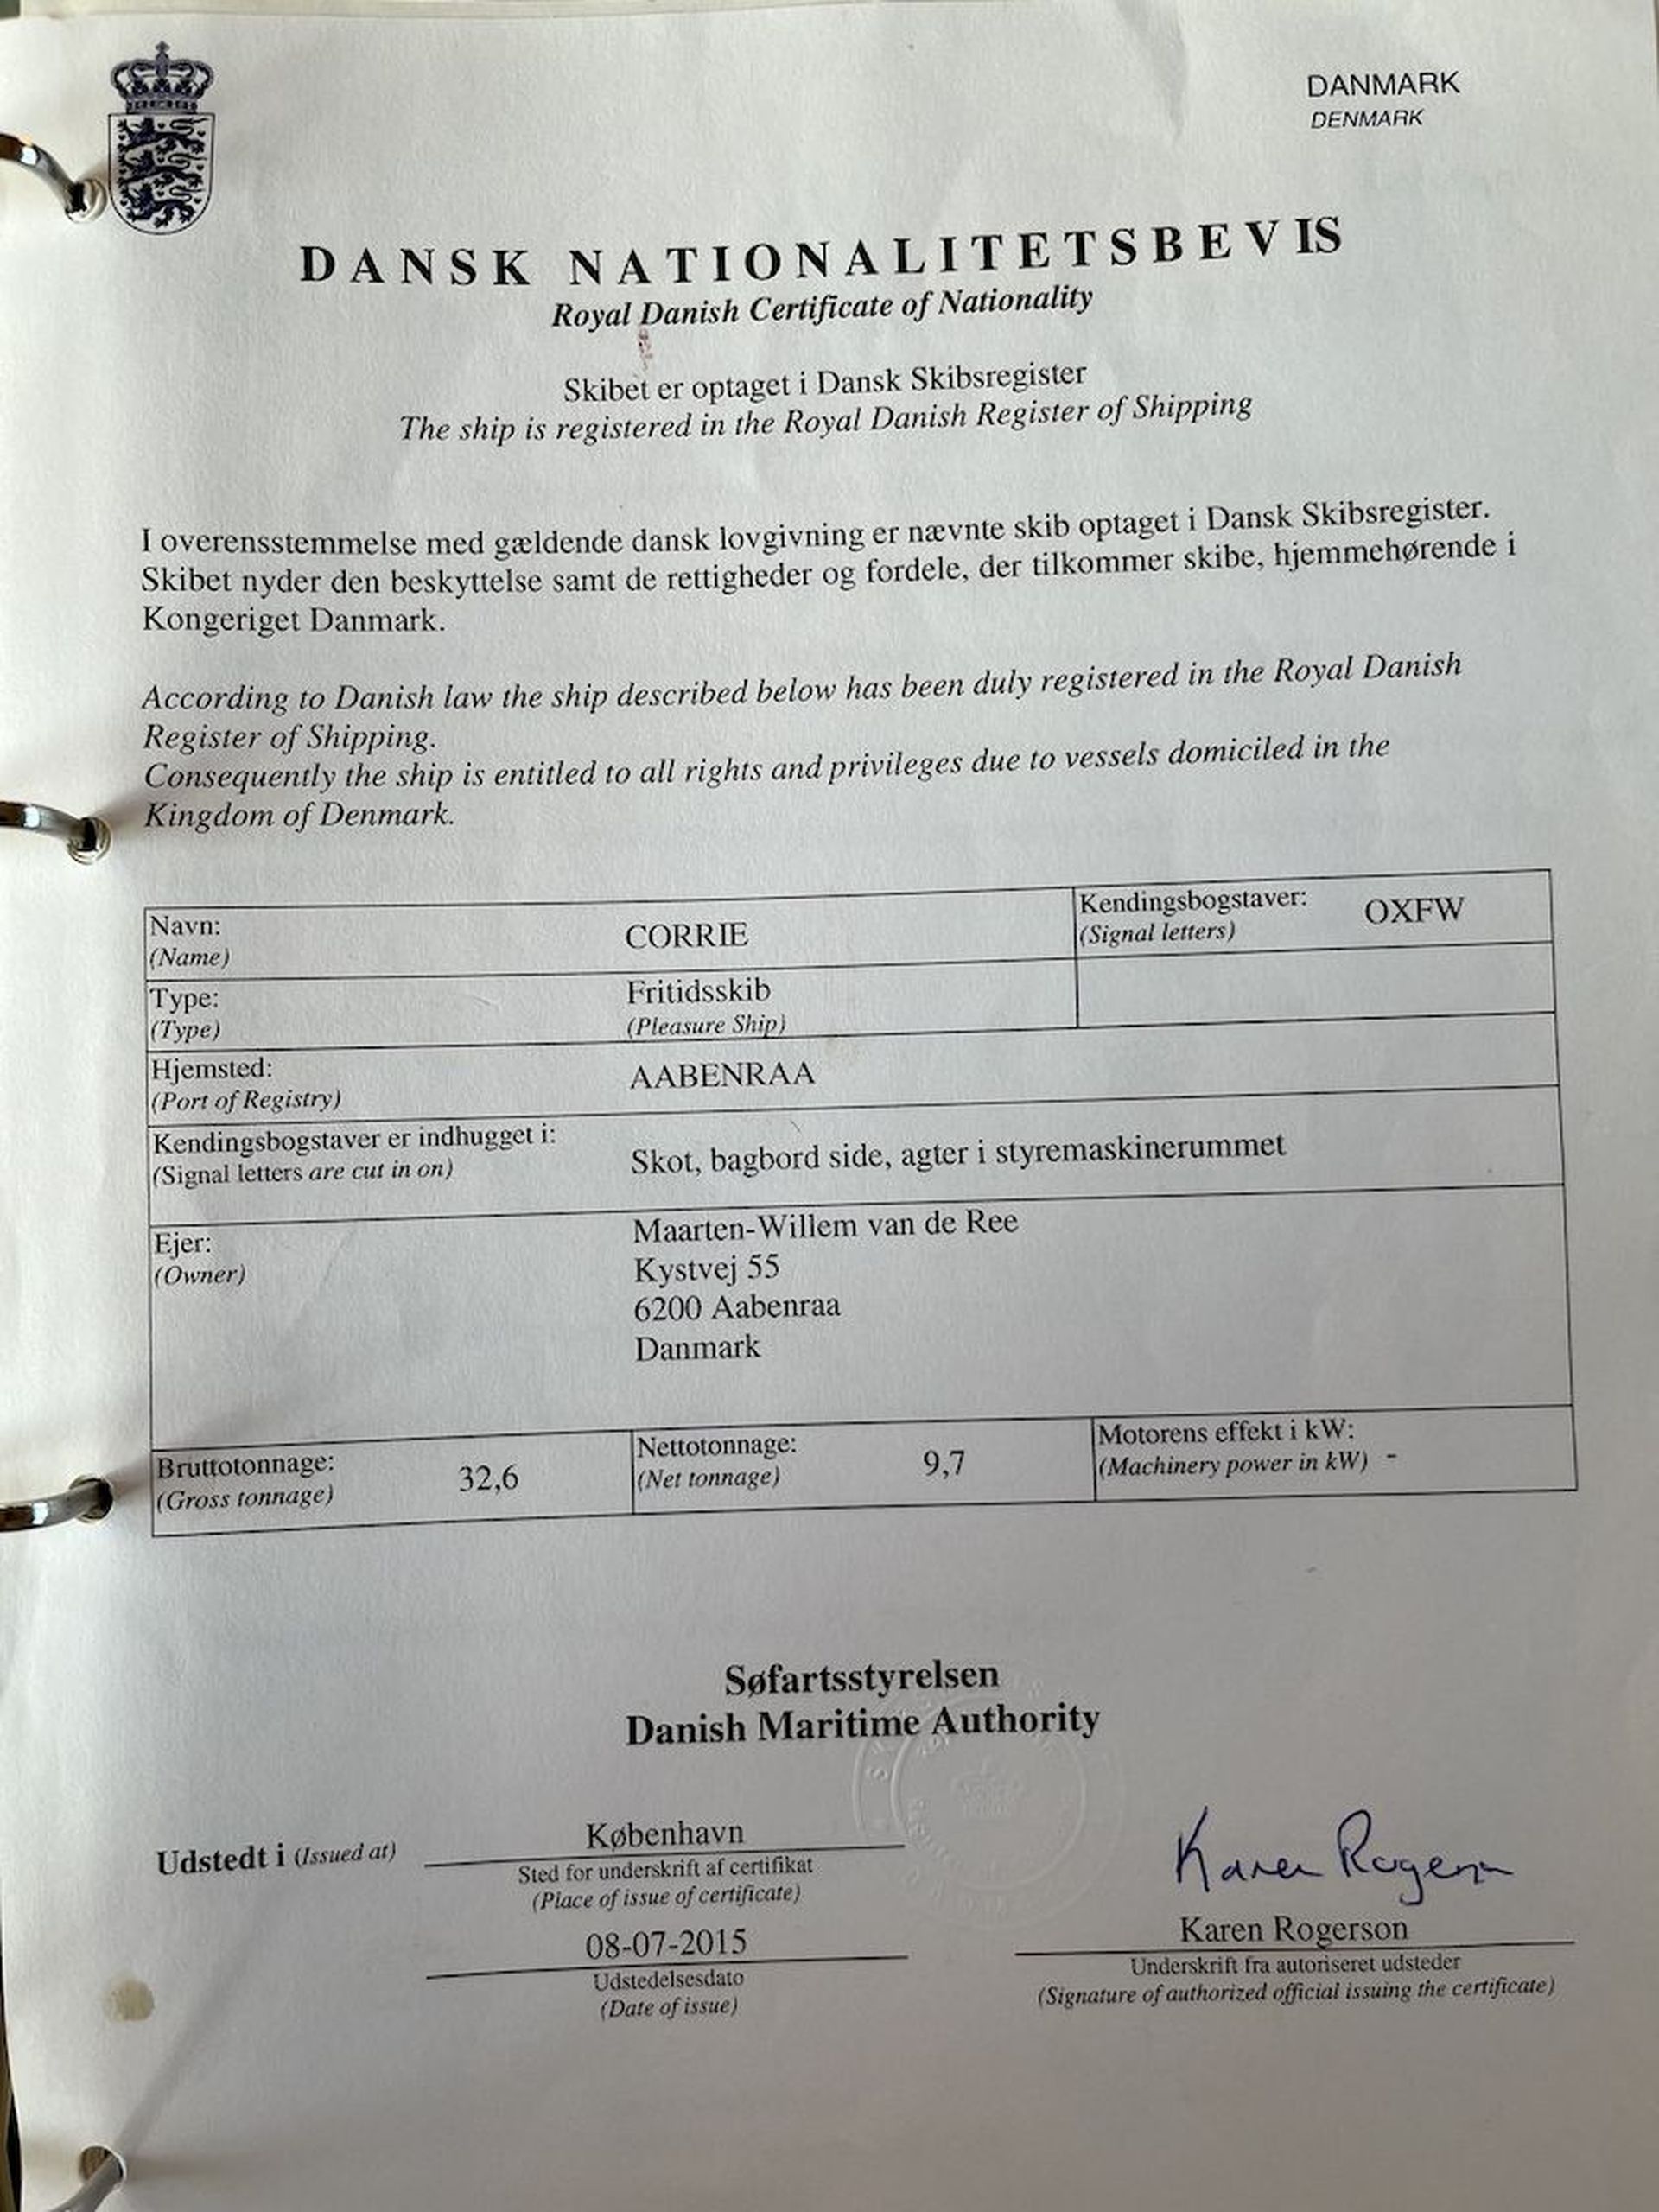 DANMARK
DENMARK
DANSK NATIONALITETSBEVIS
Royal Danish Certificate of Nationality
Skibet er optaget i Dansk Skibsregister
The ship is registered in the Royal Danish Register of Shipping
I overensstemmelse med gældende dansk lovgivning er nævnte skib optaget i Dansk Skibsregister.
Skibet nyder den beskyttelse samt de rettigheder og fordele, der tilkommer skibe, hjemmehørende i
Kongeriget Danmark.
According to Danish law the ship described below has been duly registered in the Royal Danish
Register of Shipping.
Consequently the ship is entitled to all rights and privileges due to vessels domiciled in the
Kingdom of Denmark.
Navn: CORRIE Kendingsbogstaver: OXFW
(Name) (Signal letters)
Type: Fritidsskib
(Type) (Pleasure Ship)
Hjemsted: AABENRAA
(Port of Registry)
Kendingsbogstaver er indhugget i: Skot, bagbord side, agter i styremaskinerummet
(Signal letters are cut in on)
Ejer: Maarten-Willem van de Ree
(Owner) Kystvej 55
6200 Aabenraa
Danmark
Bruttotonnage: 32,6 Nettotonnage: 9,7 Motorens effekt i kW:
(Gross tonnage) (Net tonnage) (Machinery power in kW) -
Søfartsstyrelsen
Danish Maritime Authority
Udstedt i (Issued at) København
Sted for underskrift af certifikat
(Place of issue of certificate)
Karen Rogerson
08-07-2015 Karen Rogerson
Udstedelsesdato Underskrift fra autoriseret udsteder
(Date of issue) (Signature of authorized official issuing the certificate)